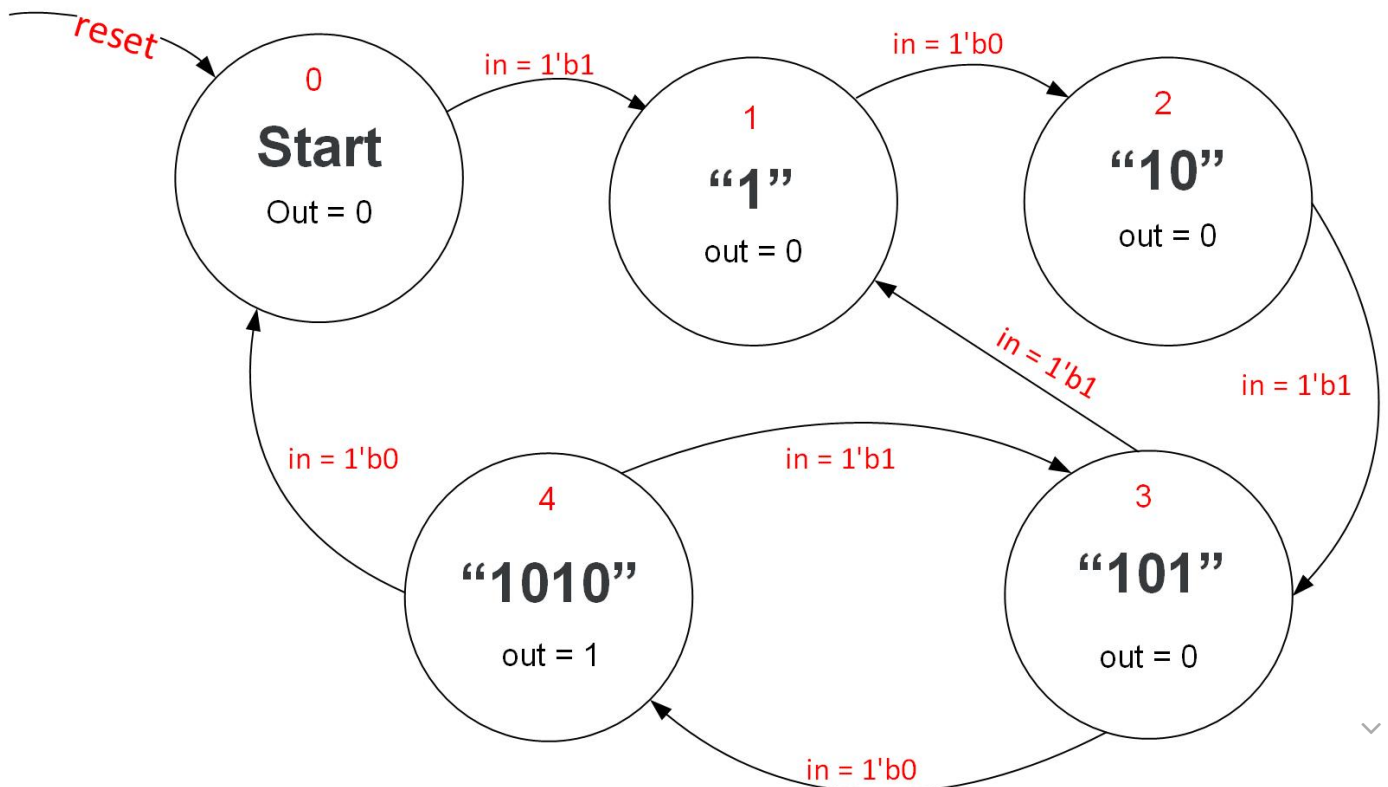 reset
0
Start
Out = 0
in = 1'b1
1
“1”
out = 0
in = 1'b0
2
“10”
out = 0
in = 1'b1
in = 1'b1
in = 1'b0
in = 1'b1
4
“1010”
out = 1
3
“101”
out = 0
in = 1'b0